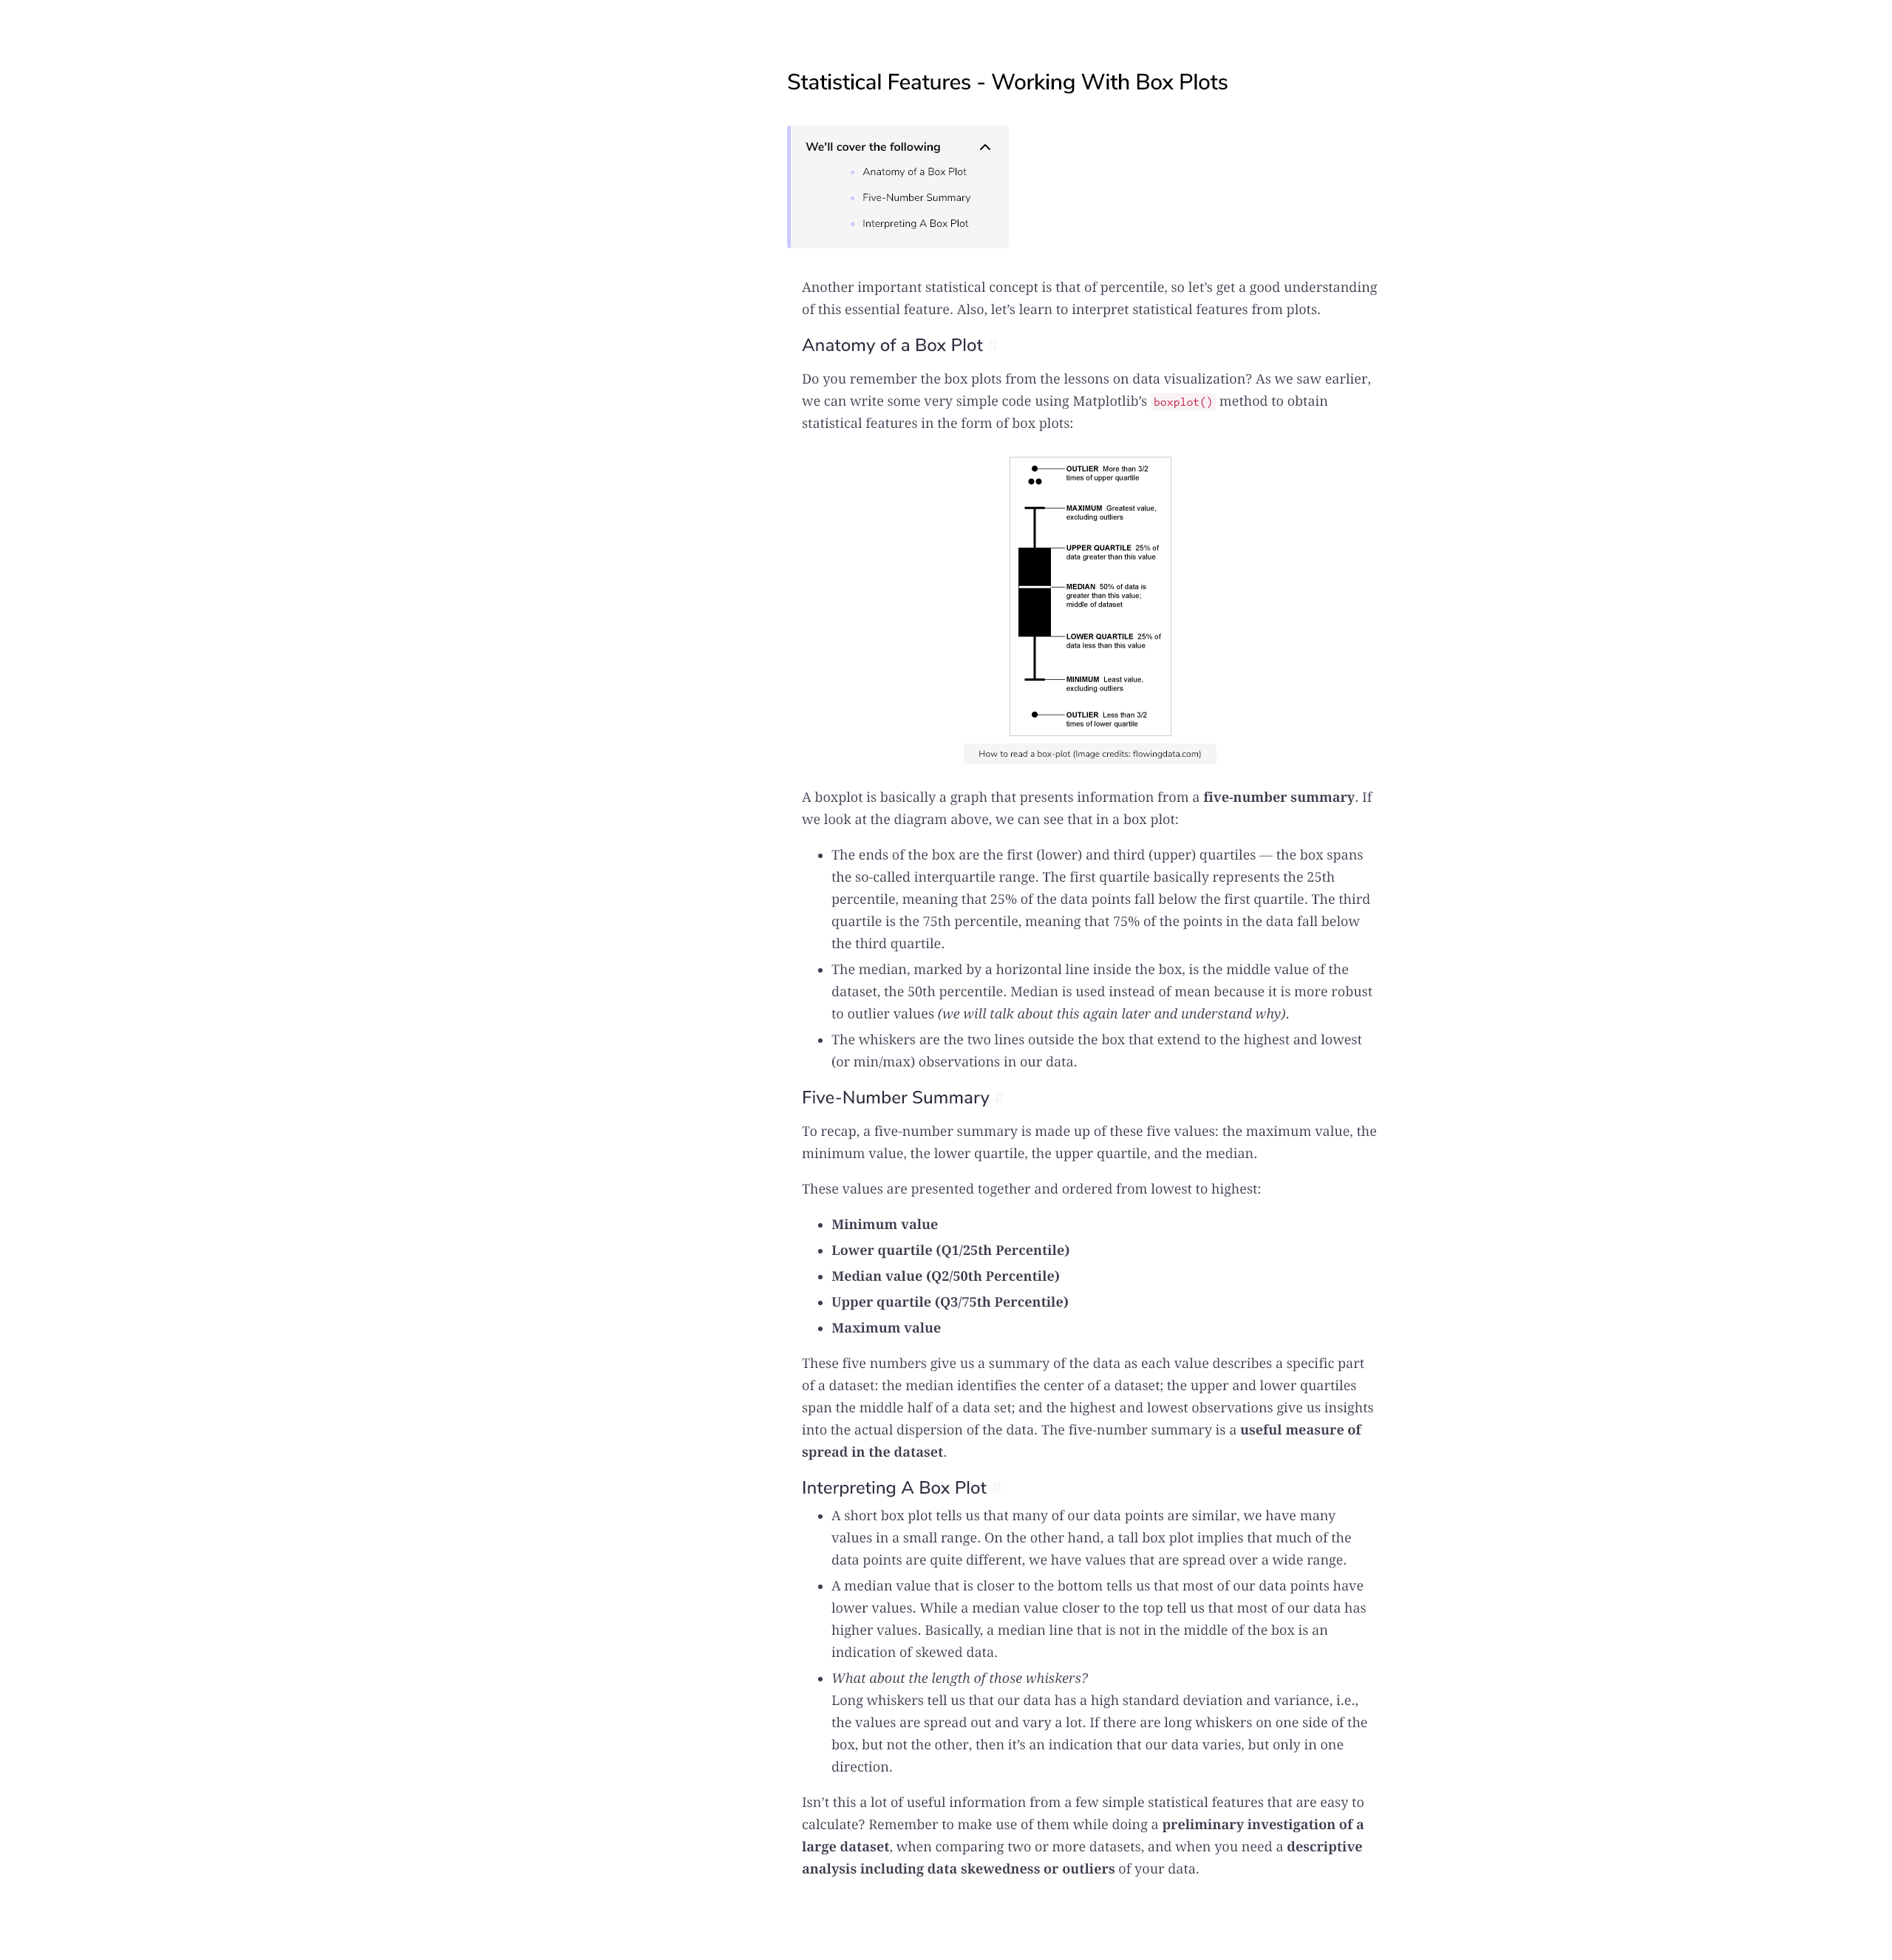 Statistical Features - Working With Box Plots
We'll cover the following
Anatomy of a Box Plot
Five-Number Summary
Interpreting A Box Plot
Another important statistical concept is that of percentile, so let’s get a good understanding
of this essential feature. Also, let’s learn to interpret statistical features from plots.
Anatomy of a Box Plot #
Do you remember the box plots from the lessons on data visualization? As we saw earlier,
we can write some very simple code using Matplotlib’s boxplot() method to obtain
statistical features in the form of box plots:
OUTLIER More than 3/2
times of upper quartile
MAXIMUM Greatest value,
excluding outliers
UPPER QUARTILE 25% of
data greater than this value
MEDIAN 50% of data is
greater than this value;
middle of dataset
LOWER QUARTILE 25% of
data less than this value
MINIMUM Least value,
excluding outliers
OUTLIER Less than 3/2
times of lower quartile
How to read a box-plot (Image credits: flowingdata.com)
A boxplot is basically a graph that presents information from a five-number summary. If
we look at the diagram above, we can see that in a box plot:
The ends of the box are the first (lower) and third (upper) quartiles — the box spans
the so-called interquartile range. The first quartile basically represents the 25th
percentile, meaning that 25% of the data points fall below the first quartile. The third
quartile is the 75th percentile, meaning that 75% of the points in the data fall below
the third quartile.
The median, marked by a horizontal line inside the box, is the middle value of the
dataset, the 50th percentile. Median is used instead of mean because it is more robust
to outlier values (we will talk about this again later and understand why).
The whiskers are the two lines outside the box that extend to the highest and lowest
(or min/max) observations in our data.
Five-Number Summary #
To recap, a five-number summary is made up of these five values: the maximum value, the
minimum value, the lower quartile, the upper quartile, and the median.
These values are presented together and ordered from lowest to highest:
Minimum value
Lower quartile (Q1/25th Percentile)
Median value (Q2/50th Percentile)
Upper quartile (Q3/75th Percentile)
Maximum value
These five numbers give us a summary of the data as each value describes a specific part
of a dataset: the median identifies the center of a dataset; the upper and lower quartiles
span the middle half of a data set; and the highest and lowest observations give us insights
into the actual dispersion of the data. The five-number summary is a useful measure of
spread in the dataset.
Interpreting A Box Plot #
A short box plot tells us that many of our data points are similar, we have many
values in a small range. On the other hand, a tall box plot implies that much of the
data points are quite different, we have values that are spread over a wide range.
A median value that is closer to the bottom tells us that most of our data points have
lower values. While a median value closer to the top tell us that most of our data has
higher values. Basically, a median line that is not in the middle of the box is an
indication of skewed data.
What about the length of those whiskers?
Long whiskers tell us that our data has a high standard deviation and variance, i.e.,
the values are spread out and vary a lot. If there are long whiskers on one side of the
box, but not the other, then it’s an indication that our data varies, but only in one
direction.
Isn’t this a lot of useful information from a few simple statistical features that are easy to
calculate? Remember to make use of them while doing a preliminary investigation of a
large dataset, when comparing two or more datasets, and when you need a descriptive
analysis including data skewedness or outliers of your data.